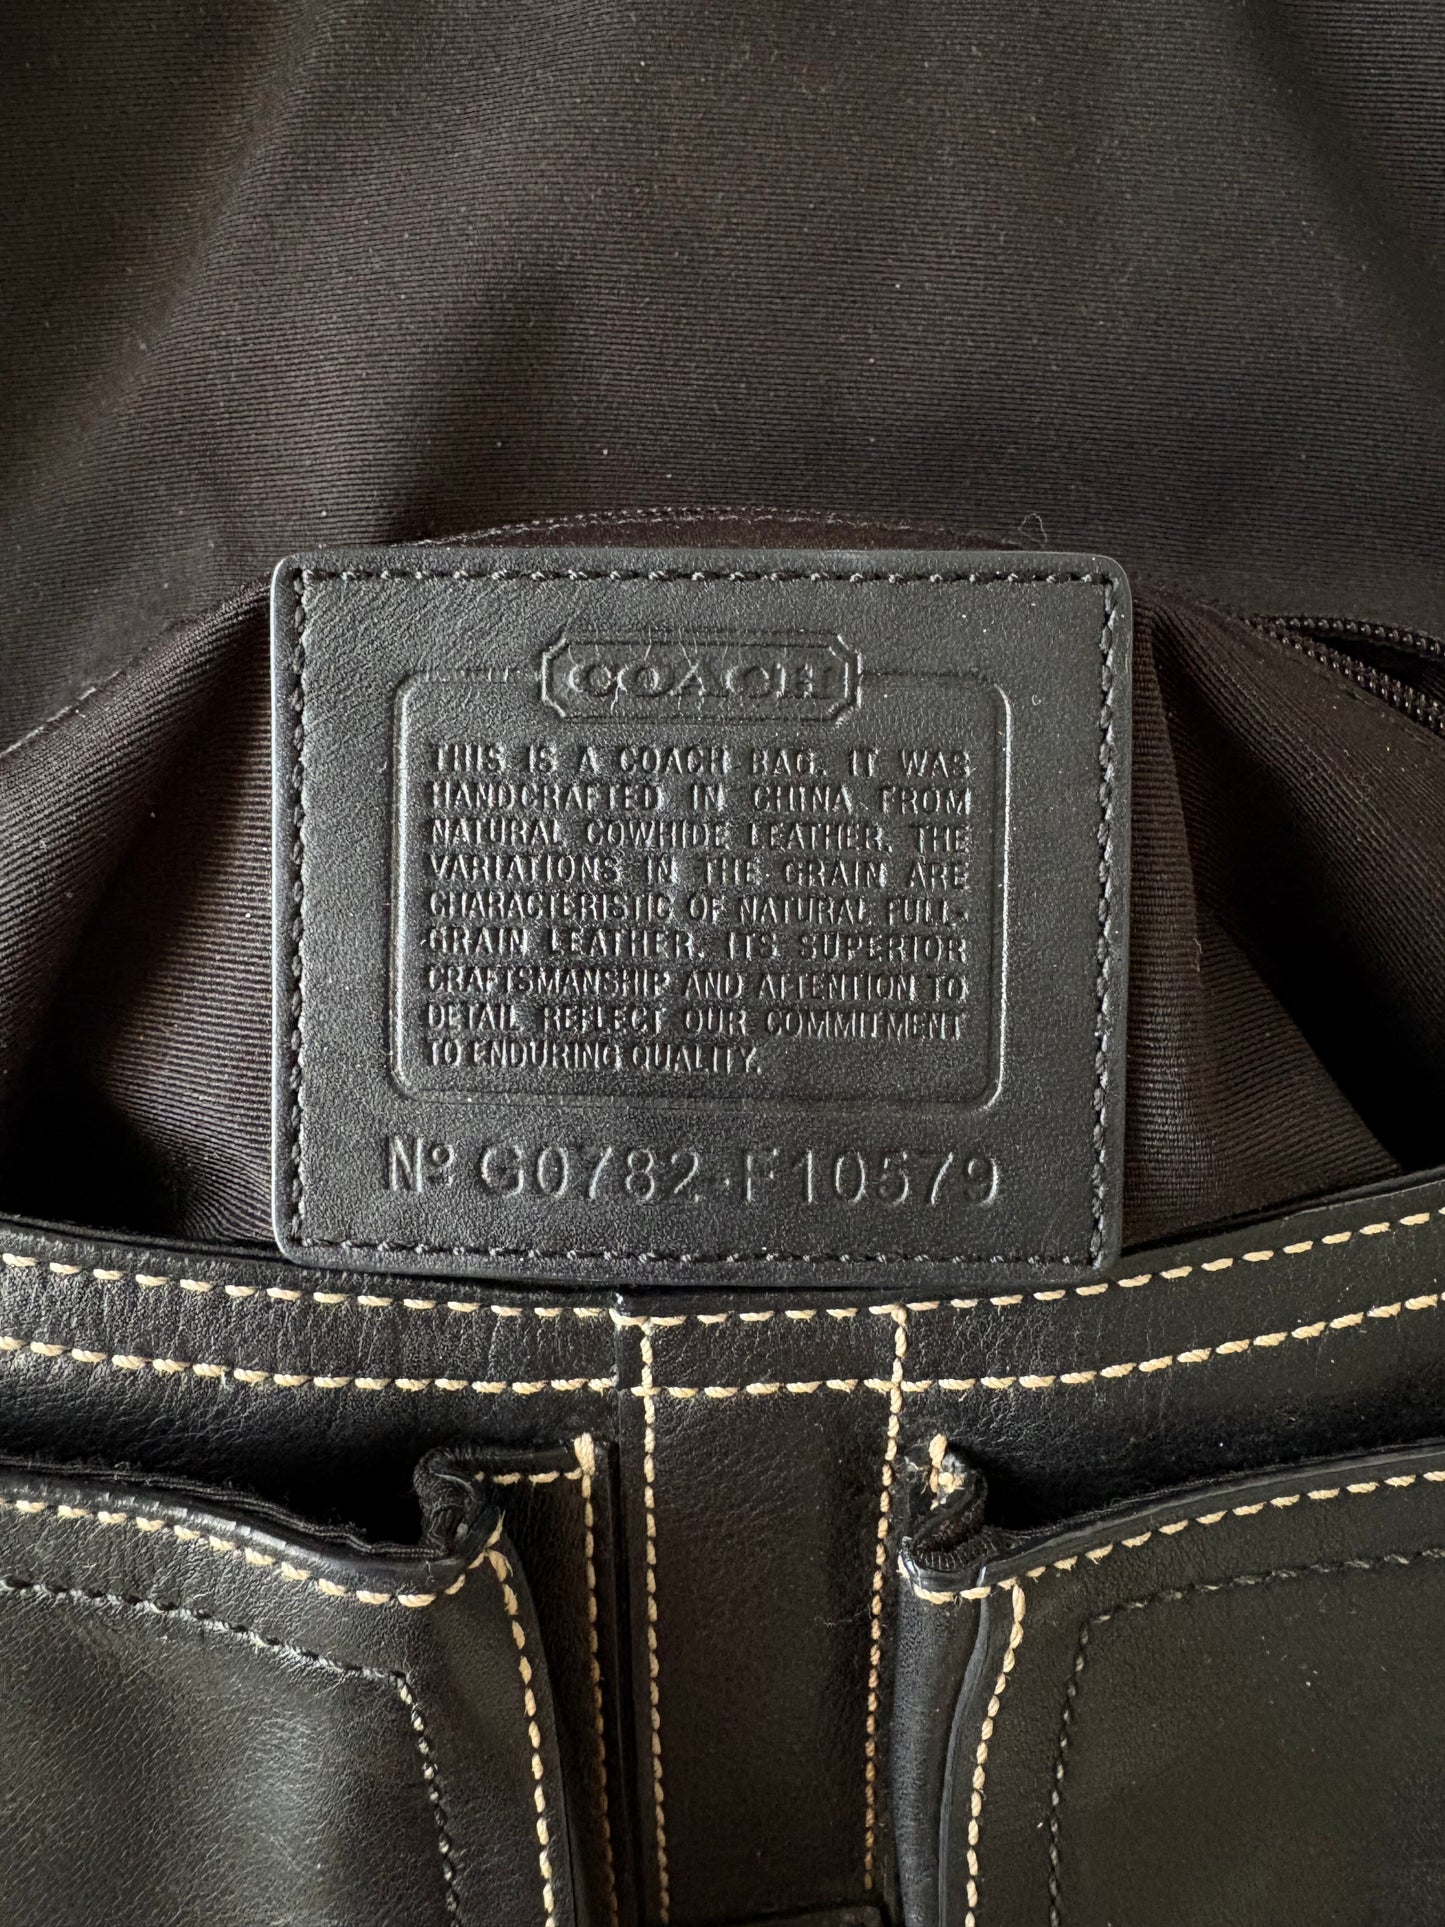 COACH
THIS IS A COACH BAG. IT WAS
HANDCRAFTED IN CHINA FROM
NATURAL COWHIDE LEATHER. THE
VARIATIONS IN THE GRAIN ARE
CHARACTERISTIC OF NATURAL FULL-
GRAIN LEATHER. ITS SUPERIOR
CRAFTSMANSHIP AND ATTENTION TO
DETAIL REFLECT OUR COMMITMENT
TO ENDURING QUALITY.
Nº G0782-F10579